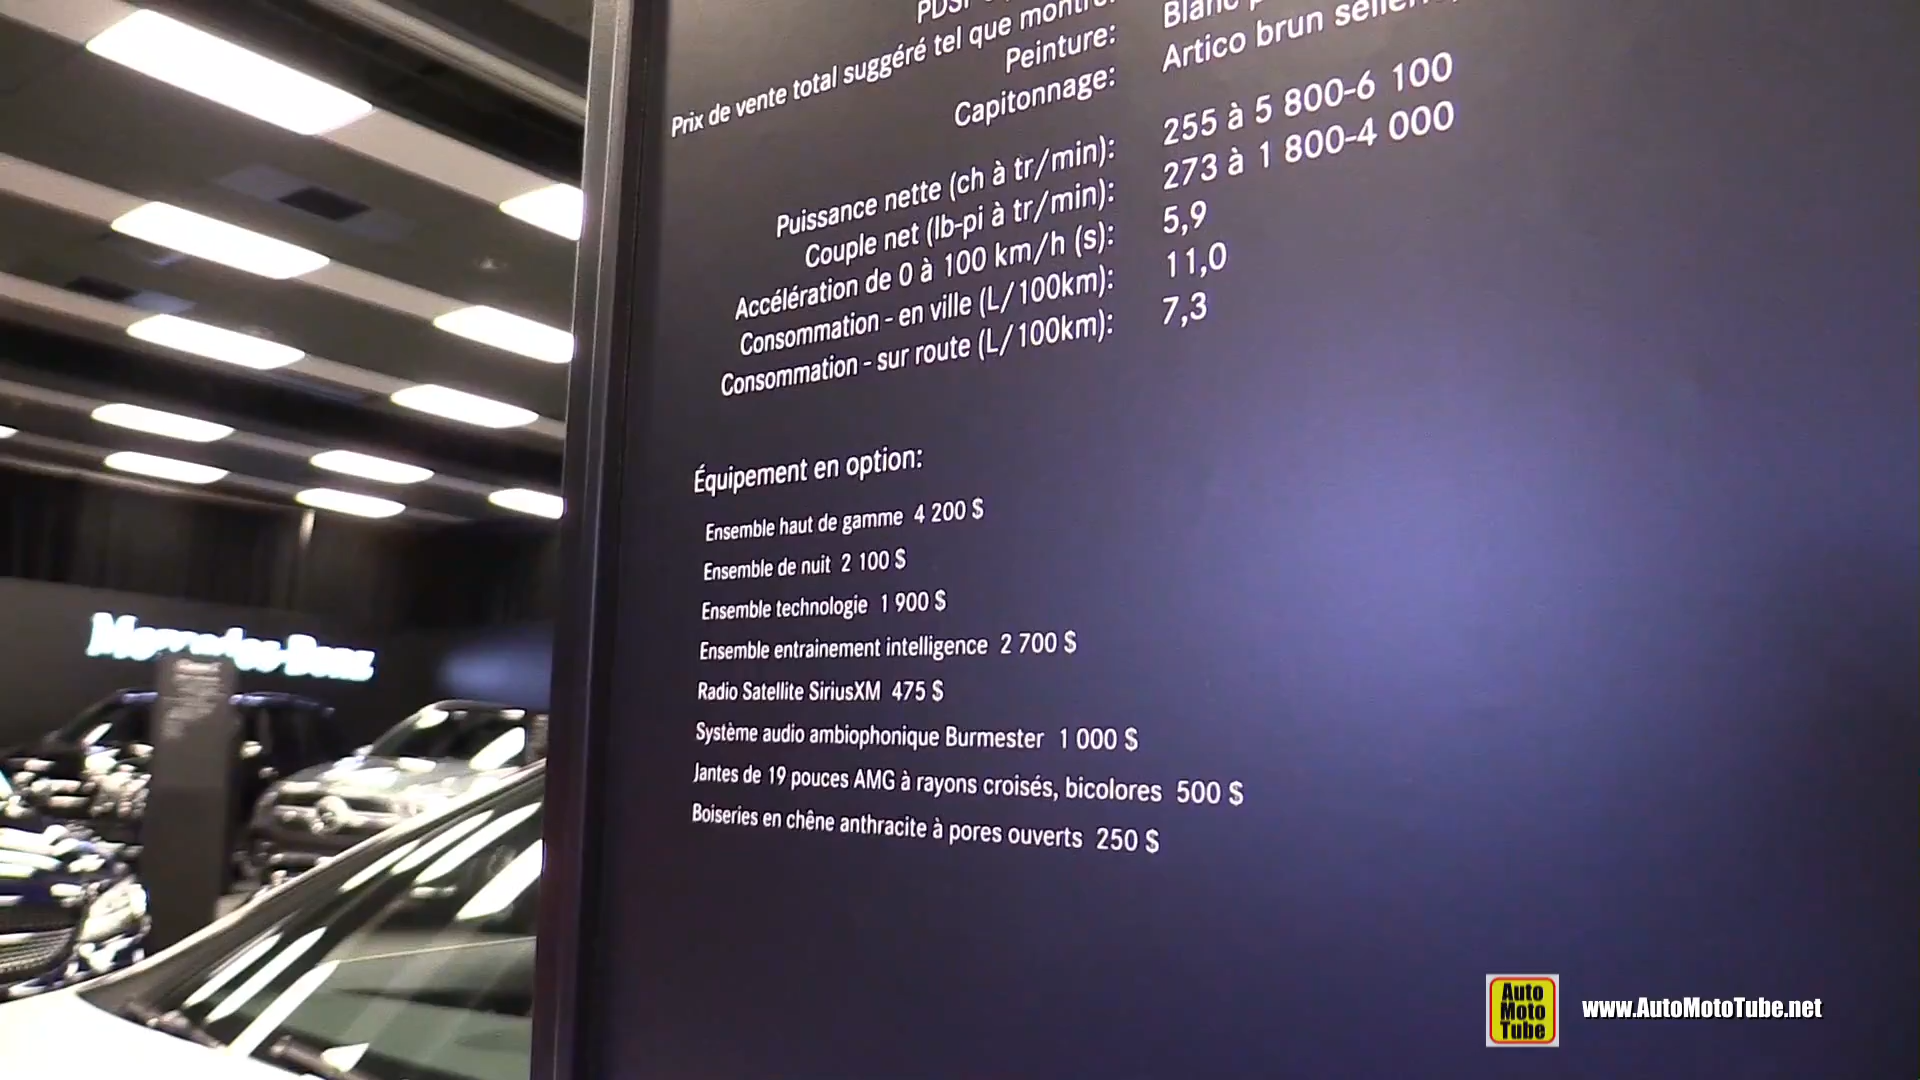 PDSF
Prix de vente total suggéré tel que montré:
Peinture: Blanc
Capitonnage: Artico brun
Puissance nette (ch à tr/min): 255 à 5 800-6 100
Couple net (lb-pi à tr/min): 273 à 1 800-4 000
Accélération de 0 à 100 km/h (s): 5,9
Consommation - en ville (L/100km): 11,0
Consommation - sur route (L/100km): 7,3
Équipement en option:
Ensemble haut de gamme 4 200 $
Ensemble de nuit 2 100 $
Ensemble technologie 1 900 $
Ensemble entrainement intelligence 2 700 $
Radio Satellite SiriusXM 475 $
Système audio ambiophonique Burmester 1 000 $
Jantes de 19 pouces AMG à rayons croisés, bicolores 500 $
Boiseries en chêne anthracite à pores ouverts 250 $
Mercedes-Benz
Auto
Moto
Tube
www.AutoMotoTube.net